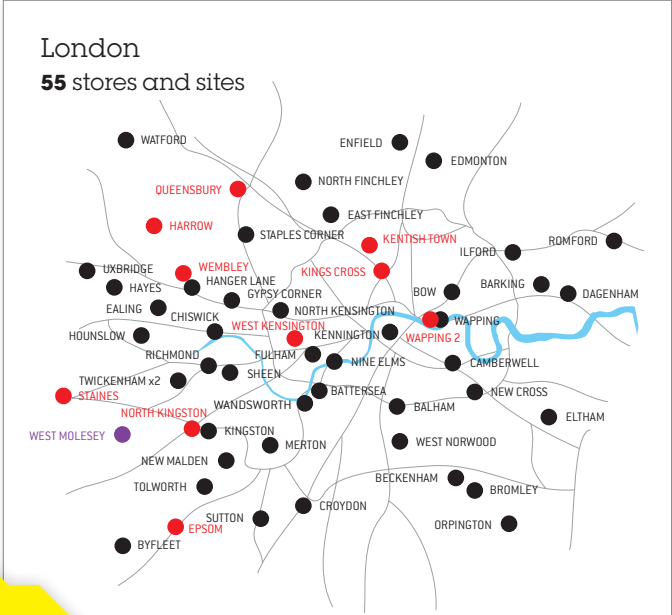 London
55 stores and sites
WATFORD
ENFIELD
EDMONTON
NORTH FINCHLEY
QUEENSBURY
EAST FINCHLEY
HARROW
STAPLES CORNER
KENTISH TOWN
ROMFORD
ILFORD
UXBRIDGE
WEMBLEY
KINGS CROSS
HANGER LANE
HAYES
GYPSY CORNER
BOW
BARKING
DAGENHAM
EALING
NORTH KENSINGTON
CHISWICK
WEST KENSINGTON
WAPPING
HOUNSLOW
KENNINGTON
WAPPING 2
RICHMOND
FULHAM
NINE ELMS
CAMBERWELL
SHEEN
TWICKENHAM x2
STAINES
BATTERSEA
NEW CROSS
NORTH KINGSTON
WANDSWORTH
BALHAM
ELTHAM
WEST MOLESEY
KINGSTON
MERTON
WEST NORWOOD
NEW MALDEN
BECKENHAM
TOLWORTH
BROMLEY
CROYDON
SUTTON
ORPINGTON
EPSOM
BYFLEET